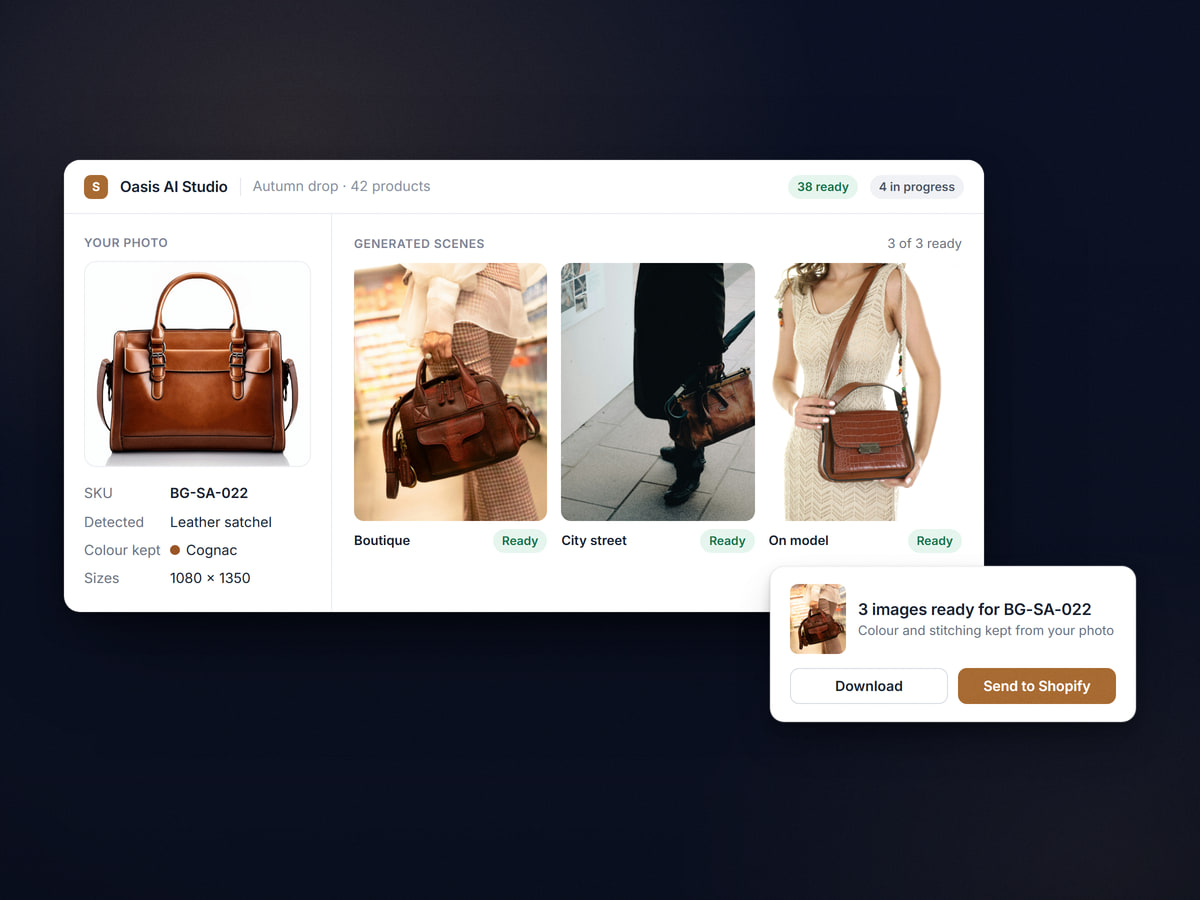 S
Oasis AI Studio
Autumn drop · 42 products
38 ready
4 in progress
YOUR PHOTO
SKU BG-SA-022
Detected Leather satchel
Colour kept Cognac
Sizes 1080 × 1350
GENERATED SCENES
3 of 3 ready
Boutique Ready
City street Ready
On model Ready
3 images ready for BG-SA-022
Colour and stitching kept from your photo
Download
Send to Shopify